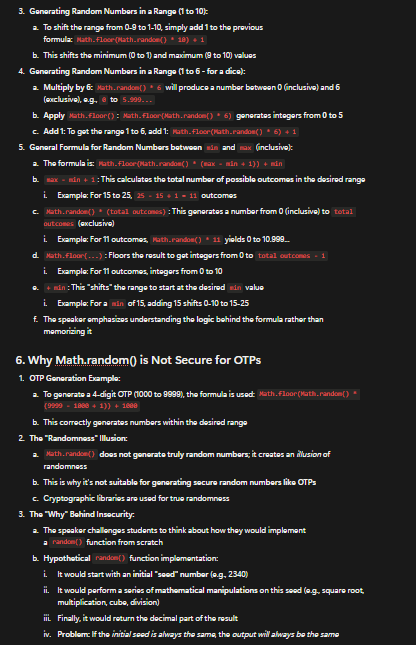 3. Generating Random Numbers in a Range (1 to 10):
a. To shift the range from 0-9 to 1-10, simply add 1 to the previous
formula: Math.floor(Math.random() * 10) + 1
b. This shifts the minimum (0 to 1) and maximum (9 to 10) values
4. Generating Random Numbers in a Range (1 to 6 - for a dice):
a. Multiply by 6: Math.random() * 6 will produce a number between 0 (inclusive) and 6
(exclusive), e.g., 0 to 5.999...
b. Apply Math.floor(): Math.floor(Math.random() * 6) generates integers from 0 to 5
c. Add 1: To get the range 1 to 6, add 1: Math.floor(Math.random() * 6) + 1
5. General Formula for Random Numbers between min and max (inclusive):
a. The formula is: Math.floor(Math.random() * (max - min + 1)) + min
b. max - min + 1: This calculates the total number of possible outcomes in the desired range
i. Example: For 15 to 25, 25 - 15 + 1 = 11 outcomes
c. Math.random() * (total outcomes): This generates a number from 0 (inclusive) to total
outcomes (exclusive)
i. Example: For 11 outcomes, Math.random() * 11 yields 0 to 10.999...
d. Math.floor(...): Floors the result to get integers from 0 to total outcomes - 1
i. Example: For 11 outcomes, integers from 0 to 10
e. + min: This "shifts" the range to start at the desired min value
i. Example: For a min of 15, adding 15 shifts 0-10 to 15-25
f. The speaker emphasizes understanding the logic behind the formula rather than
memorizing it
6. Why Math.random() is Not Secure for OTPs
1. OTP Generation Example:
a. To generate a 4-digit OTP (1000 to 9999), the formula is used: Math.floor(Math.random() *
(9999 - 1000 + 1)) + 1000
b. This correctly generates numbers within the desired range
2. The "Randomness" Illusion:
a. Math.random() does not generate truly random numbers; it creates an illusion of
randomness
b. This is why it's not suitable for generating secure random numbers like OTPs
c. Cryptographic libraries are used for true randomness
3. The "Why" Behind Insecurity:
a. The speaker challenges students to think about how they would implement
a random() function from scratch
b. Hypothetical random() function implementation:
i. It would start with an initial "seed" number (e.g., 2340)
ii. It would perform a series of mathematical manipulations on this seed (e.g., square root,
multiplication, cube, division)
iii. Finally, it would return the decimal part of the result
iv. Problem: If the initial seed is always the same, the output will always be the same